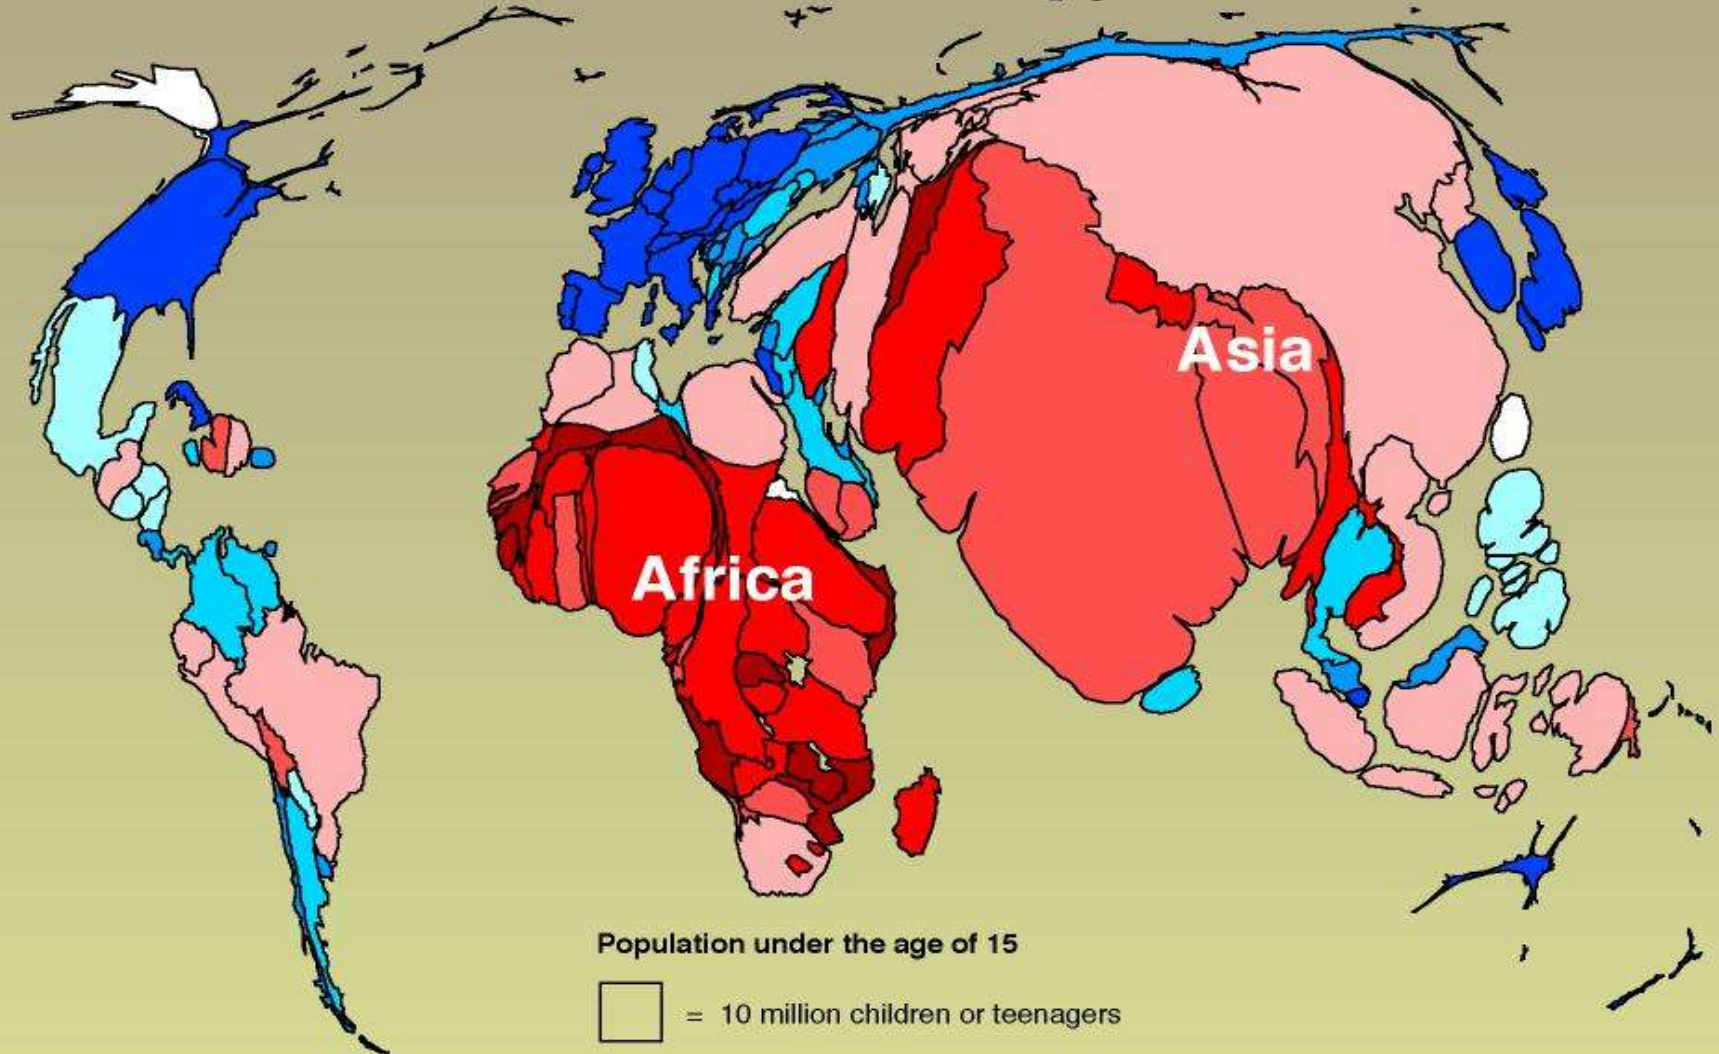 Asia
Africa
Population under the age of 15
= 10 million children or teenagers